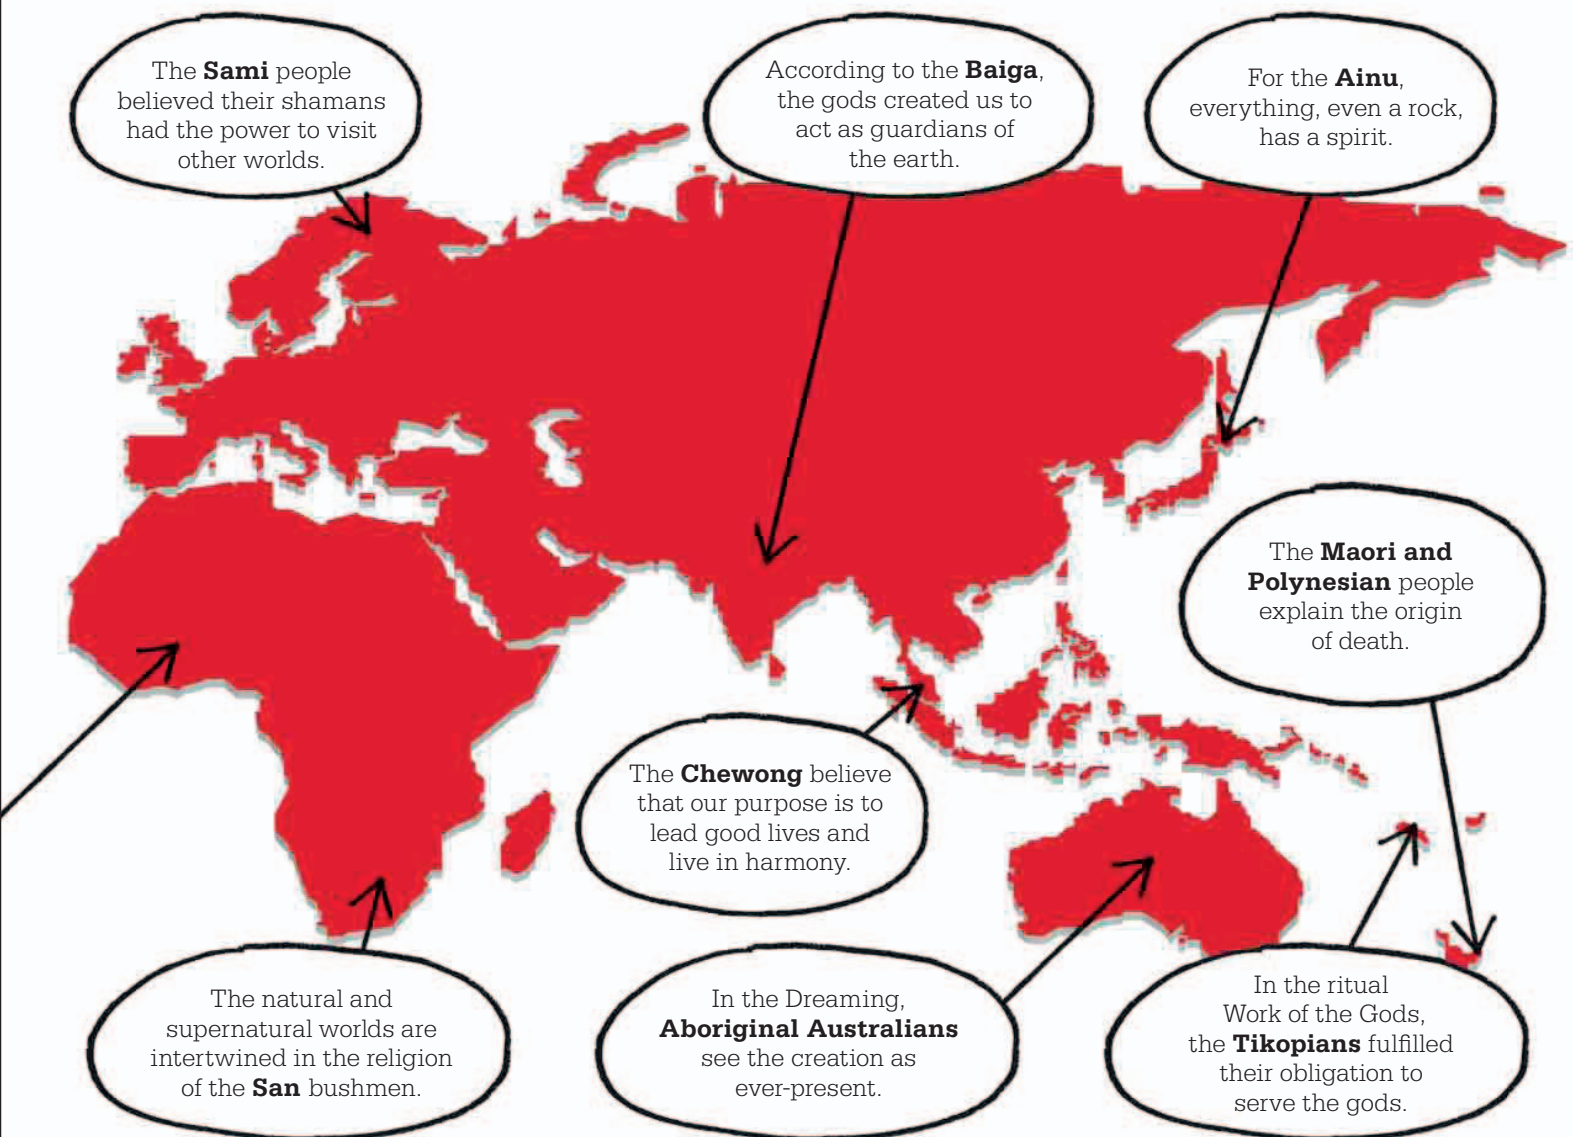 The Sami people
believed their shamans
had the power to visit
other worlds.
According to the Baiga,
the gods created us to
act as guardians of
the earth.
For the Ainu,
everything, even a rock,
has a spirit.
The Maori and
Polynesian people
explain the origin
of death.
The Chewong believe
that our purpose is to
lead good lives and
live in harmony.
The natural and
supernatural worlds are
intertwined in the religion
of the San bushmen.
In the Dreaming,
Aboriginal Australians
see the creation as
ever-present.
In the ritual
Work of the Gods,
the Tikopians fulfilled
their obligation to
serve the gods.